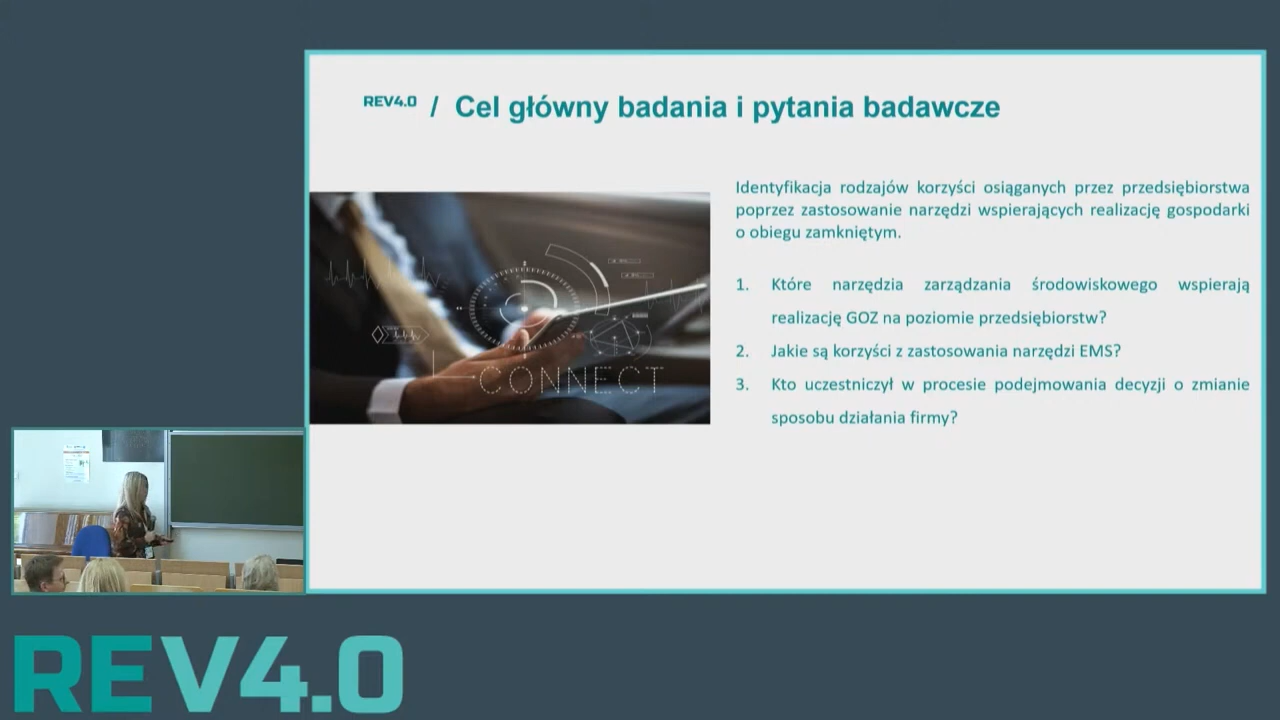 REV4.0 / Cel główny badania i pytania badawcze
Identyfikacja rodzajów korzyści osiąganych przez przedsiębiorstwa
poprzez zastosowanie narzędzi wspierających realizację gospodarki
o obiegu zamkniętym.
1. Które narzędzia zarządzania środowiskowego wspierają
realizację GOZ na poziomie przedsiębiorstw?
2. Jakie są korzyści z zastosowania narzędzi EMS?
3. Kto uczestniczył w procesie podejmowania decyzji o zmianie
sposobu działania firmy?
CONNECT
REV4.0